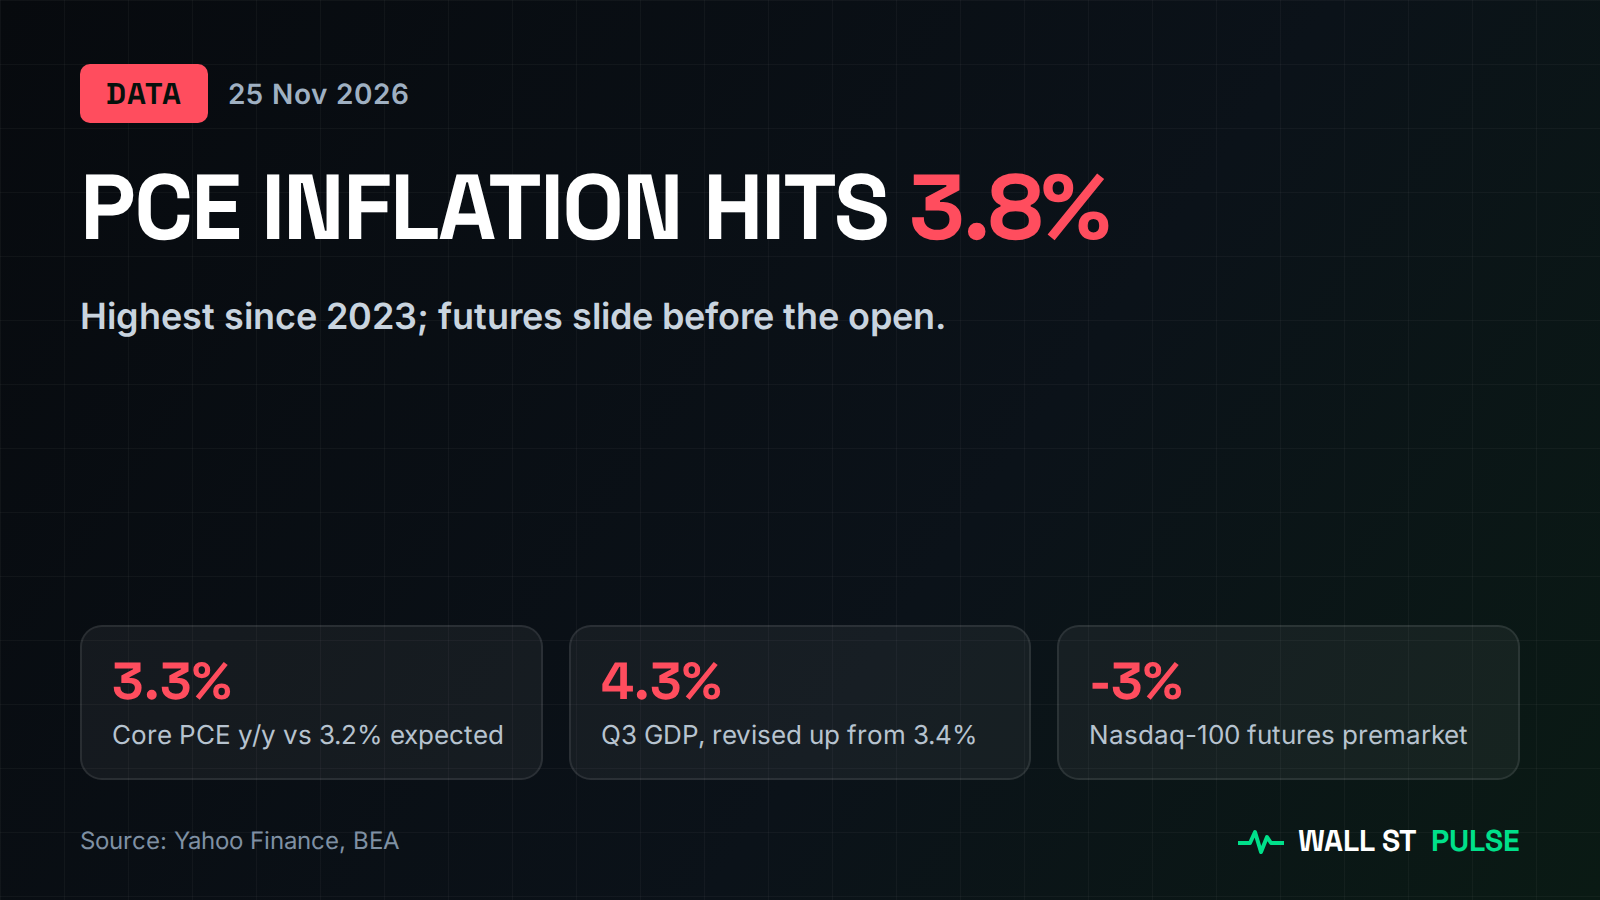 DATA 25 Nov 2026
PCE INFLATION HITS 3.8%
Highest since 2023; futures slide before the open.
3.3%
Core PCE y/y vs 3.2% expected
4.3%
Q3 GDP, revised up from 3.4%
-3%
Nasdaq-100 futures premarket
Source: Yahoo Finance, BEA
WALL ST PULSE